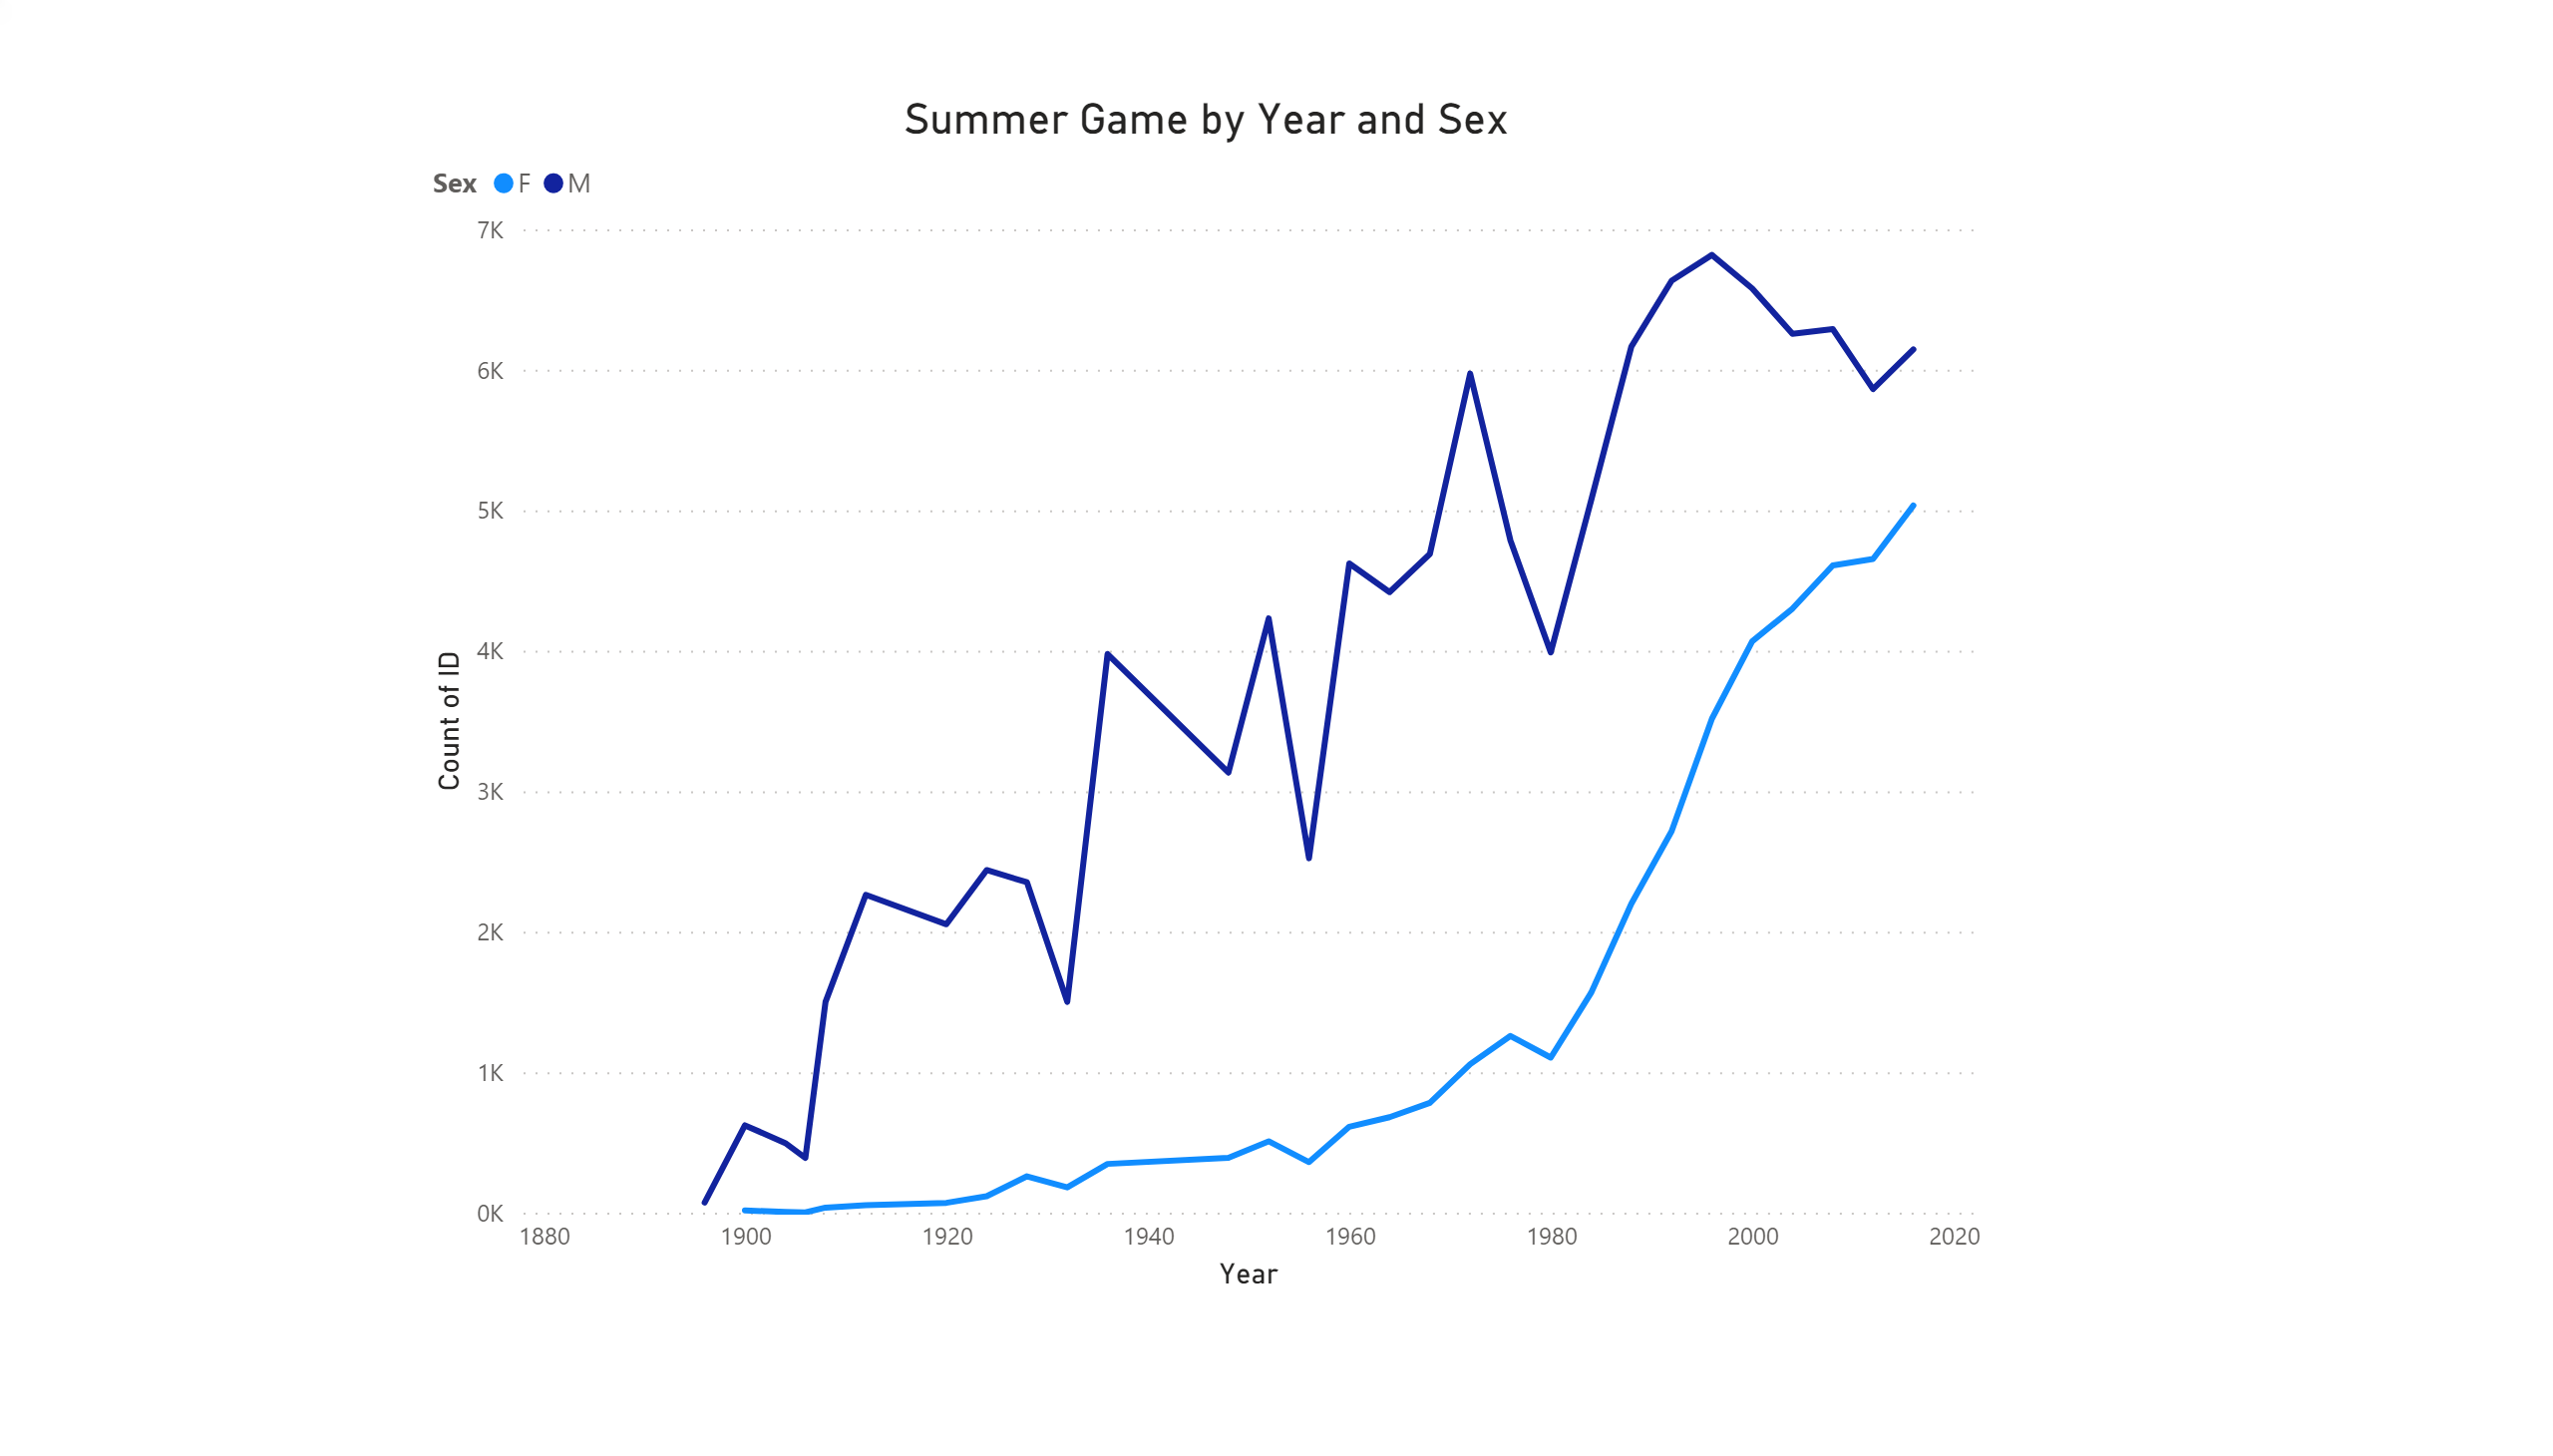 Summer Game by Year and Sex
Sex F M
7K
6K
5K
4K
3K
2K
1K
0K
Count of ID
1880 1900 1920 1940 1960 1980 2000 2020
Year